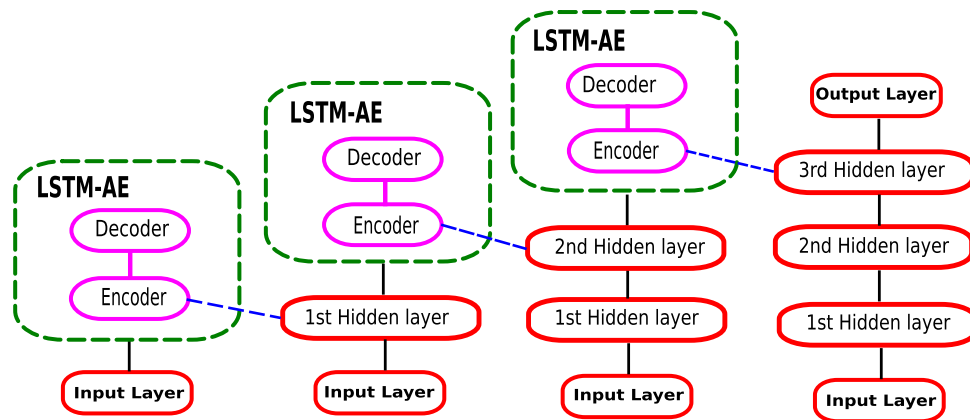 LSTM-AE
Decoder
Encoder
Input Layer
LSTM-AE
Decoder
Encoder
1st Hidden layer
Input Layer
LSTM-AE
Decoder
Encoder
2nd Hidden layer
1st Hidden layer
Input Layer
Output Layer
3rd Hidden layer
2nd Hidden layer
1st Hidden layer
Input Layer